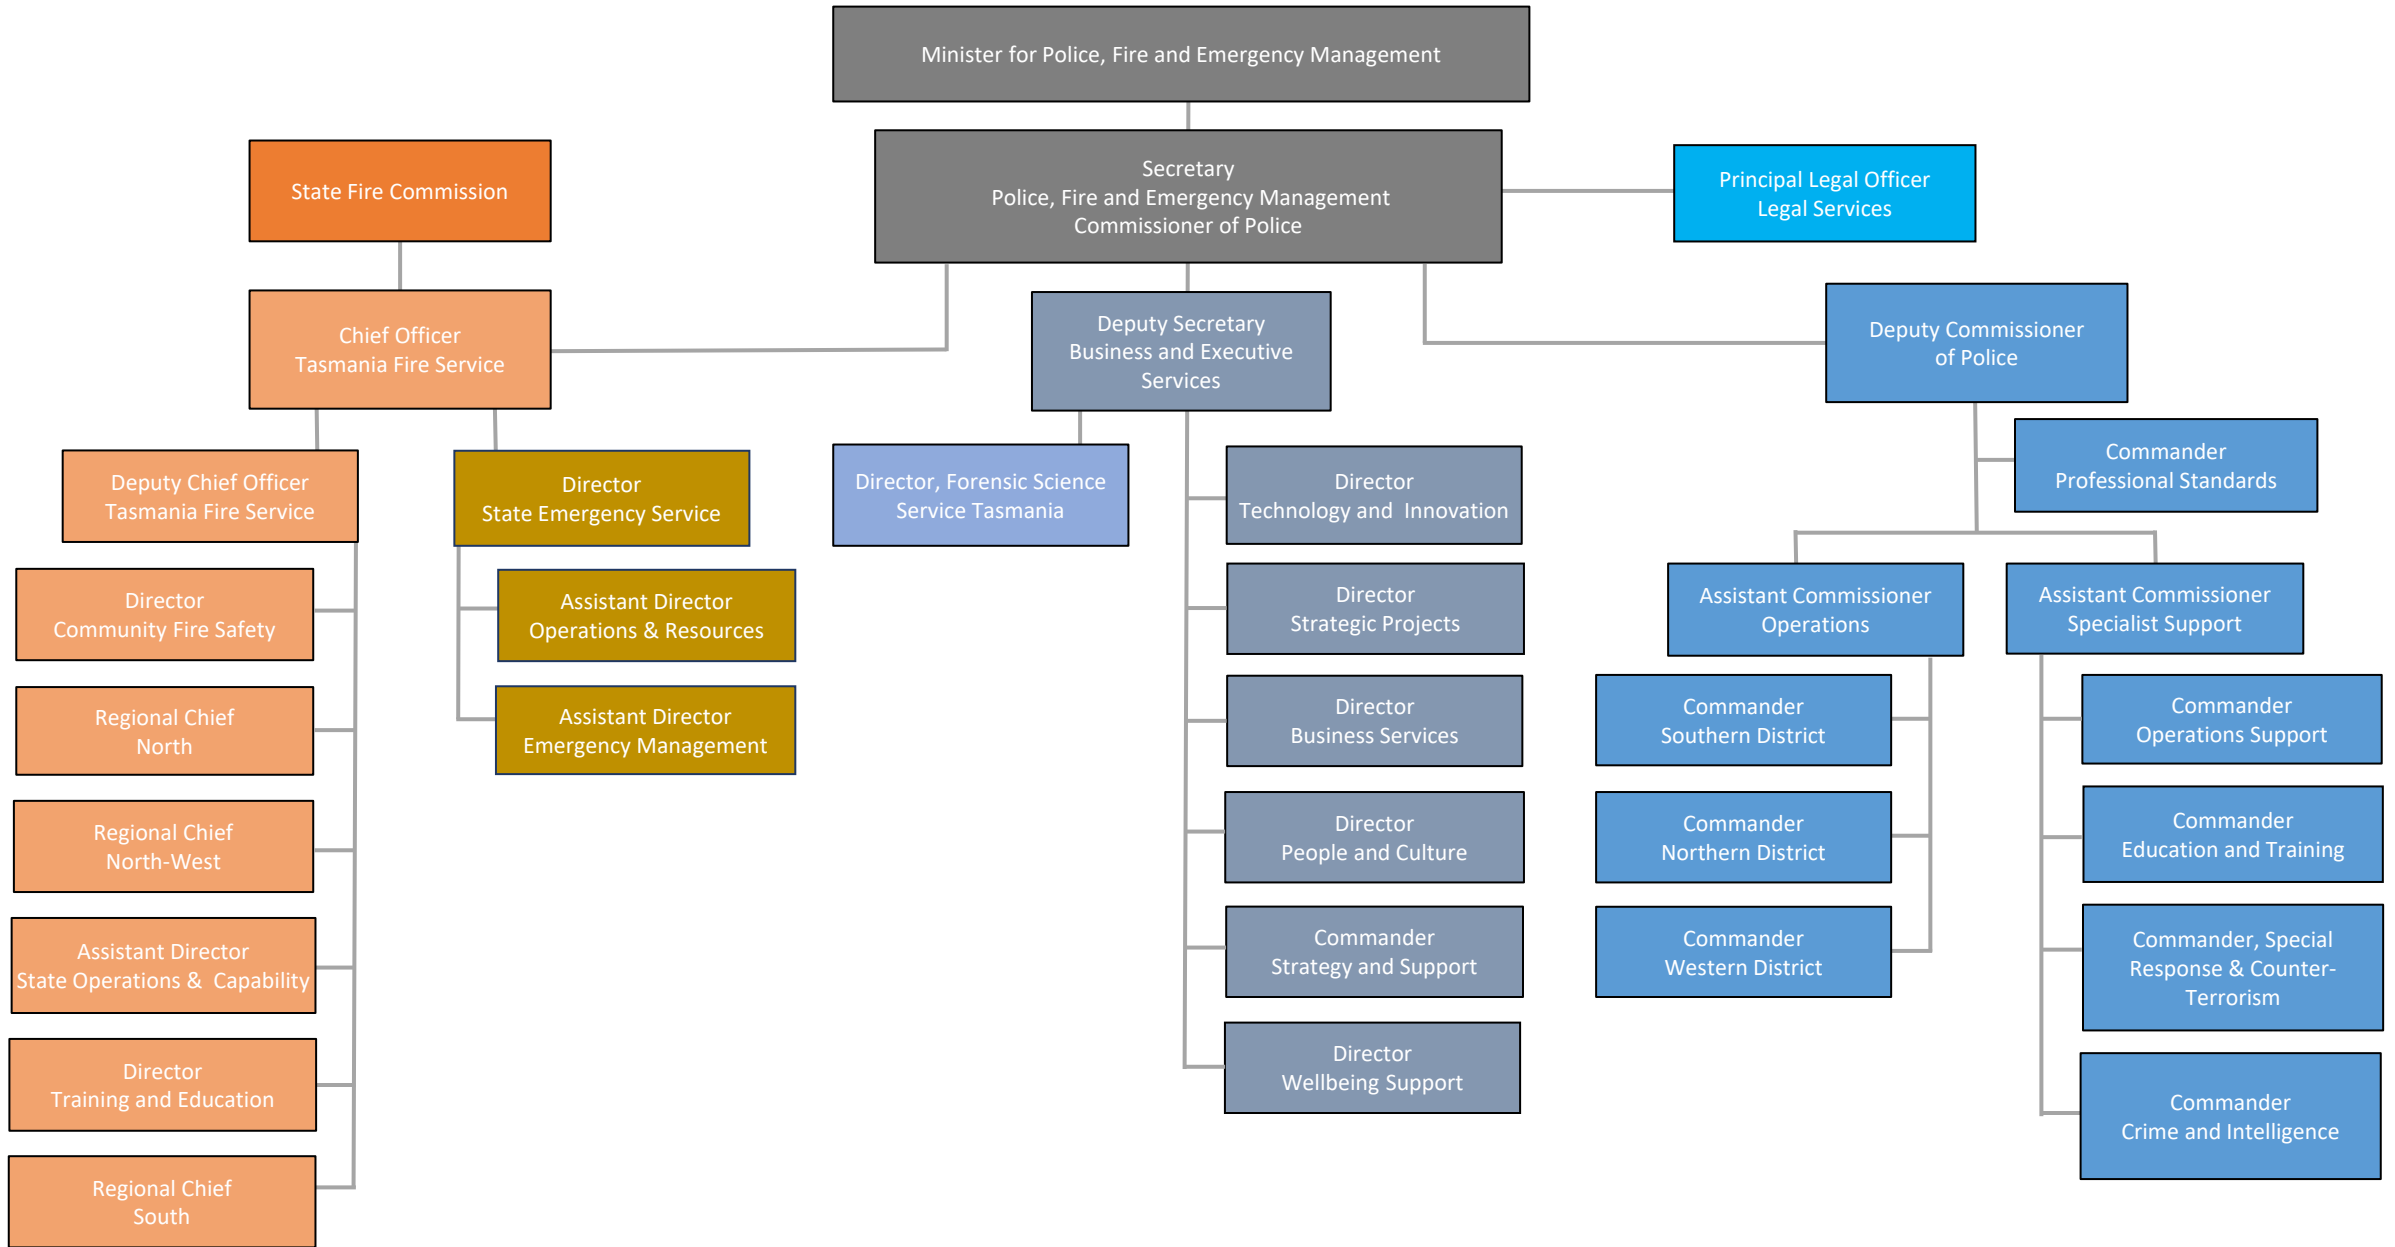 Minister for Police, Fire and Emergency Management
Secretary
Police, Fire and Emergency Management
Commissioner of Police
Principal Legal Officer
Legal Services
State Fire Commission
Chief Officer
Tasmania Fire Service
Deputy Secretary
Business and Executive
Services
Deputy Commissioner
of Police
Deputy Chief Officer
Tasmania Fire Service
Director
Community Fire Safety
Regional Chief
North
Regional Chief
North-West
Assistant Director
State Operations & Capability
Director
Training and Education
Regional Chief
South
Director
State Emergency Service
Assistant Director
Operations & Resources
Assistant Director
Emergency Management
Director, Forensic Science
Service Tasmania
Director
Technology and Innovation
Director
Strategic Projects
Director
Business Services
Director
People and Culture
Commander
Strategy and Support
Director
Wellbeing Support
Commander
Professional Standards
Assistant Commissioner
Operations
Commander
Southern District
Commander
Northern District
Commander
Western District
Assistant Commissioner
Specialist Support
Commander
Operations Support
Commander
Education and Training
Commander, Special
Response & Counter-
Terrorism
Commander
Crime and Intelligence